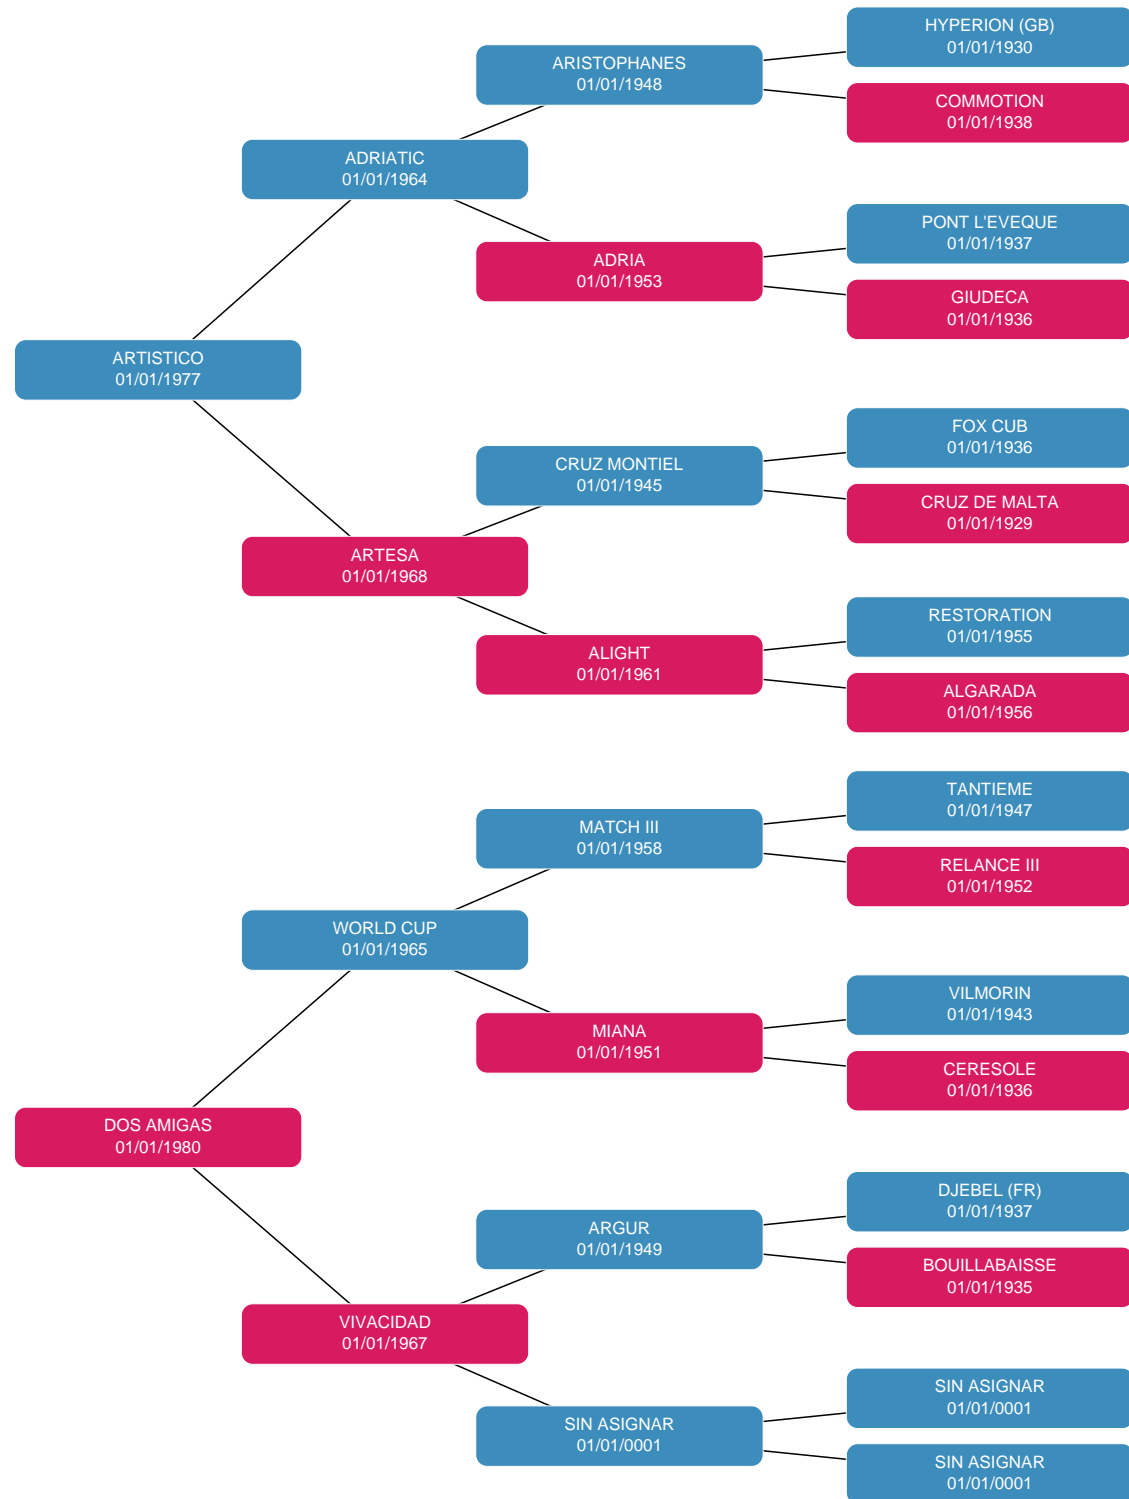 HYPERION (GB)
01/01/1930
ARISTOPHANES
01/01/1948
COMMOTION
01/01/1938
ADRIATIC
01/01/1964
PONT L'EVEQUE
01/01/1937
ADRIA
01/01/1953
GIUDECA
01/01/1936
ARTISTICO
01/01/1977
FOX CUB
01/01/1936
CRUZ MONTIEL
01/01/1945
CRUZ DE MALTA
01/01/1929
ARTESA
01/01/1968
RESTORATION
01/01/1955
ALIGHT
01/01/1961
ALGARADA
01/01/1956
TANTIEME
01/01/1947
MATCH III
01/01/1958
RELANCE III
01/01/1952
WORLD CUP
01/01/1965
VILMORIN
01/01/1943
MIANA
01/01/1951
CERESOLE
01/01/1936
DOS AMIGAS
01/01/1980
DJEBEL (FR)
01/01/1937
ARGUR
01/01/1949
BOUILLABAISSE
01/01/1935
VIVACIDAD
01/01/1967
SIN ASIGNAR
01/01/0001
SIN ASIGNAR
01/01/0001
SIN ASIGNAR
01/01/0001